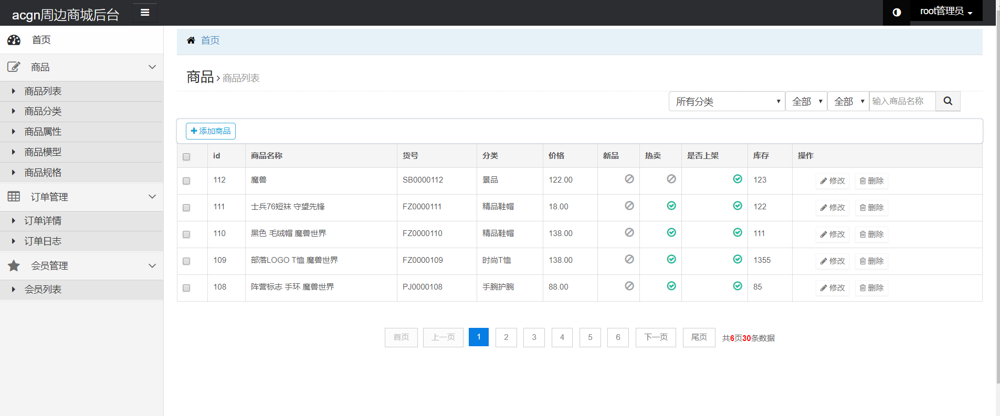 acgn周边商城后台
root管理员
首页
商品
商品列表
商品分类
商品属性
商品模型
商品规格
订单管理
订单详情
订单日志
会员管理
会员列表
首页
商品 › 商品列表
所有分类 全部 全部 输入商品名称
添加商品
id 商品名称 货号 分类 价格 新品 热卖 是否上架 库存 操作
112 魔兽 SB0000112 景品 122.00 123 修改 删除
111 士兵76短袜 守望先锋 FZ0000111 精品鞋帽 18.00 122 修改 删除
110 黑色 毛绒帽 魔兽世界 FZ0000110 精品鞋帽 138.00 111 修改 删除
109 部落LOGO T恤 魔兽世界 FZ0000109 时尚T恤 138.00 1355 修改 删除
108 阵营标志 手环 魔兽世界 PJ0000108 手腕护腕 88.00 85 修改 删除
首页 上一页 1 2 3 4 5 6 下一页 尾页 共6页30条数据